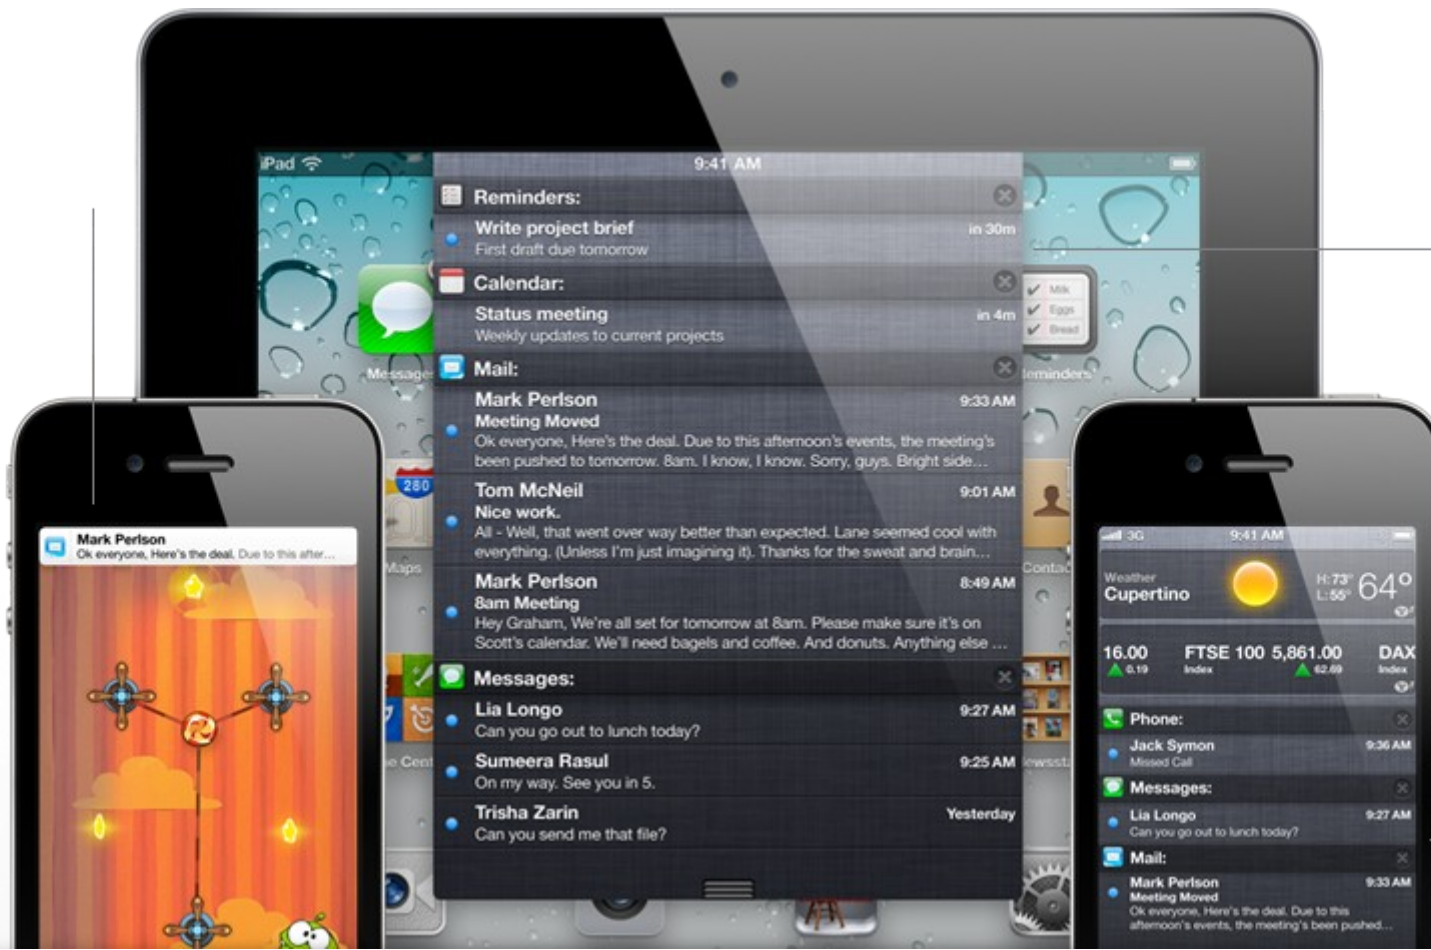 iPad
9:41 AM
Reminders:
Write project brief
in 30m
First draft due tomorrow
Calendar:
Status meeting
in 4m
Weekly updates to current projects
Mail:
Mark Perlson
9:33 AM
Meeting Moved
Ok everyone, Here's the deal. Due to this afternoon's events, the meeting's
been pushed to tomorrow. 8am. I know, I know. Sorry, guys. Bright side...
Tom McNeil
9:01 AM
Nice work.
All - Well, that went over way better than expected. Lane seemed cool with
everything. (Unless I'm just imagining it). Thanks for the sweat and brain...
Mark Perlson
8:49 AM
8am Meeting
Hey Graham, We're all set for tomorrow at 8am. Please make sure it's on
Scott's calendar. We'll need bagels and coffee. And donuts. Anything else ...
Messages:
Lia Longo
9:27 AM
Can you go out to lunch today?
Sumeera Rasul
9:25 AM
On my way. See you in 5.
Trisha Zarin
Yesterday
Can you send me that file?
Message
280
Maps
Milk
Eggs
Bread
eminders
Contac
Mark Perlson
Ok everyone, Here's the deal. Due to this after...
3G
9:41 AM
Weather
Cupertino
H:73°
L:55°
64°
16.00
0.19
FTSE 100 5,861.00
Index
62.69
DAX
Index
Phone:
Jack Symon
9:36 AM
Missed Call
Messages:
Lia Longo
9:27 AM
Can you go out to lunch today?
Mail:
Mark Perlson
9:33 AM
Meeting Moved
Ok everyone, Here's the deal. Due to this
afternoon's events, the meeting's been pushed...